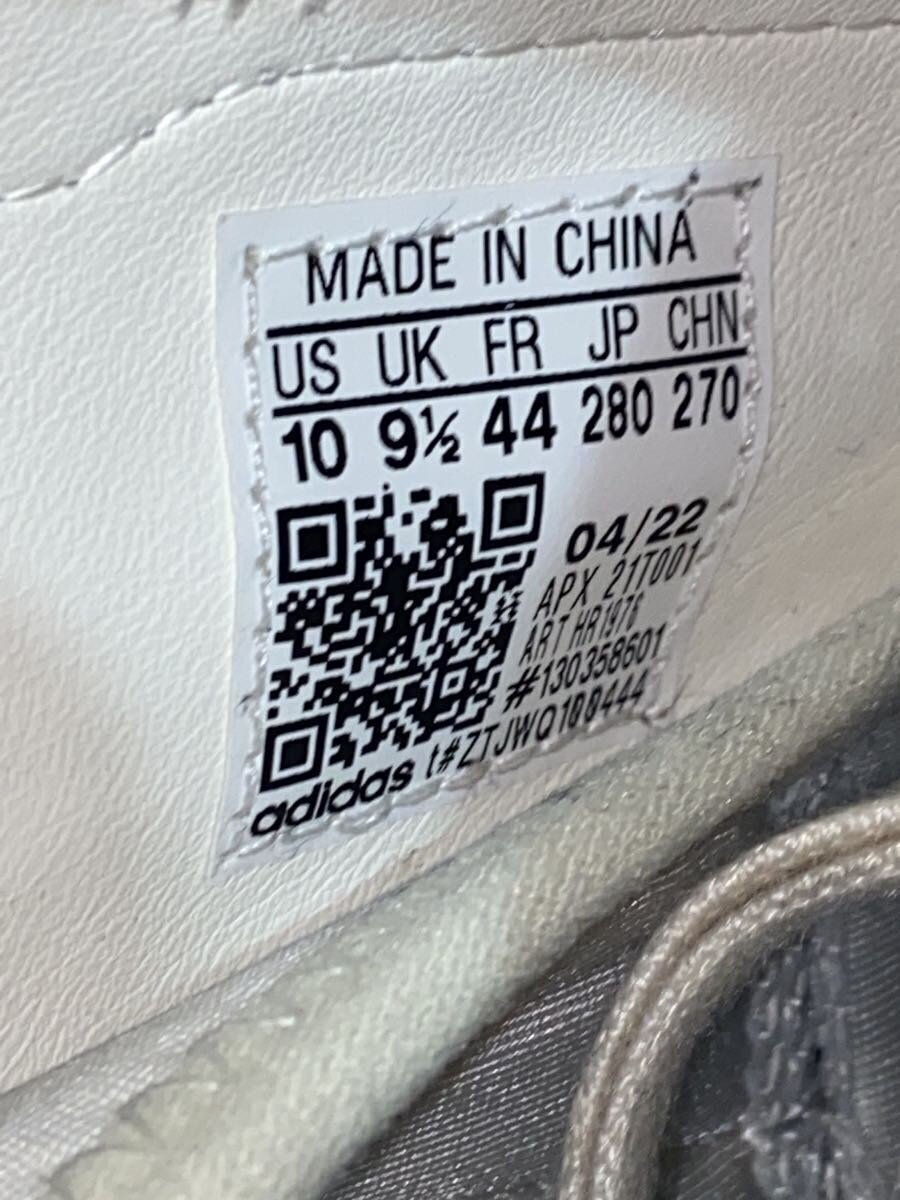 MADE IN CHINA
US UK FR JP CHN
10 9½ 44 280 270
04/22
APX 21T001
ART HR1976
#130358601
adidas t#ZTJWQ108444